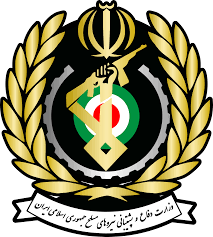 وزارت دفاع و پشتیبانی نیروهای مسلح جمهوری اسلامی ایران